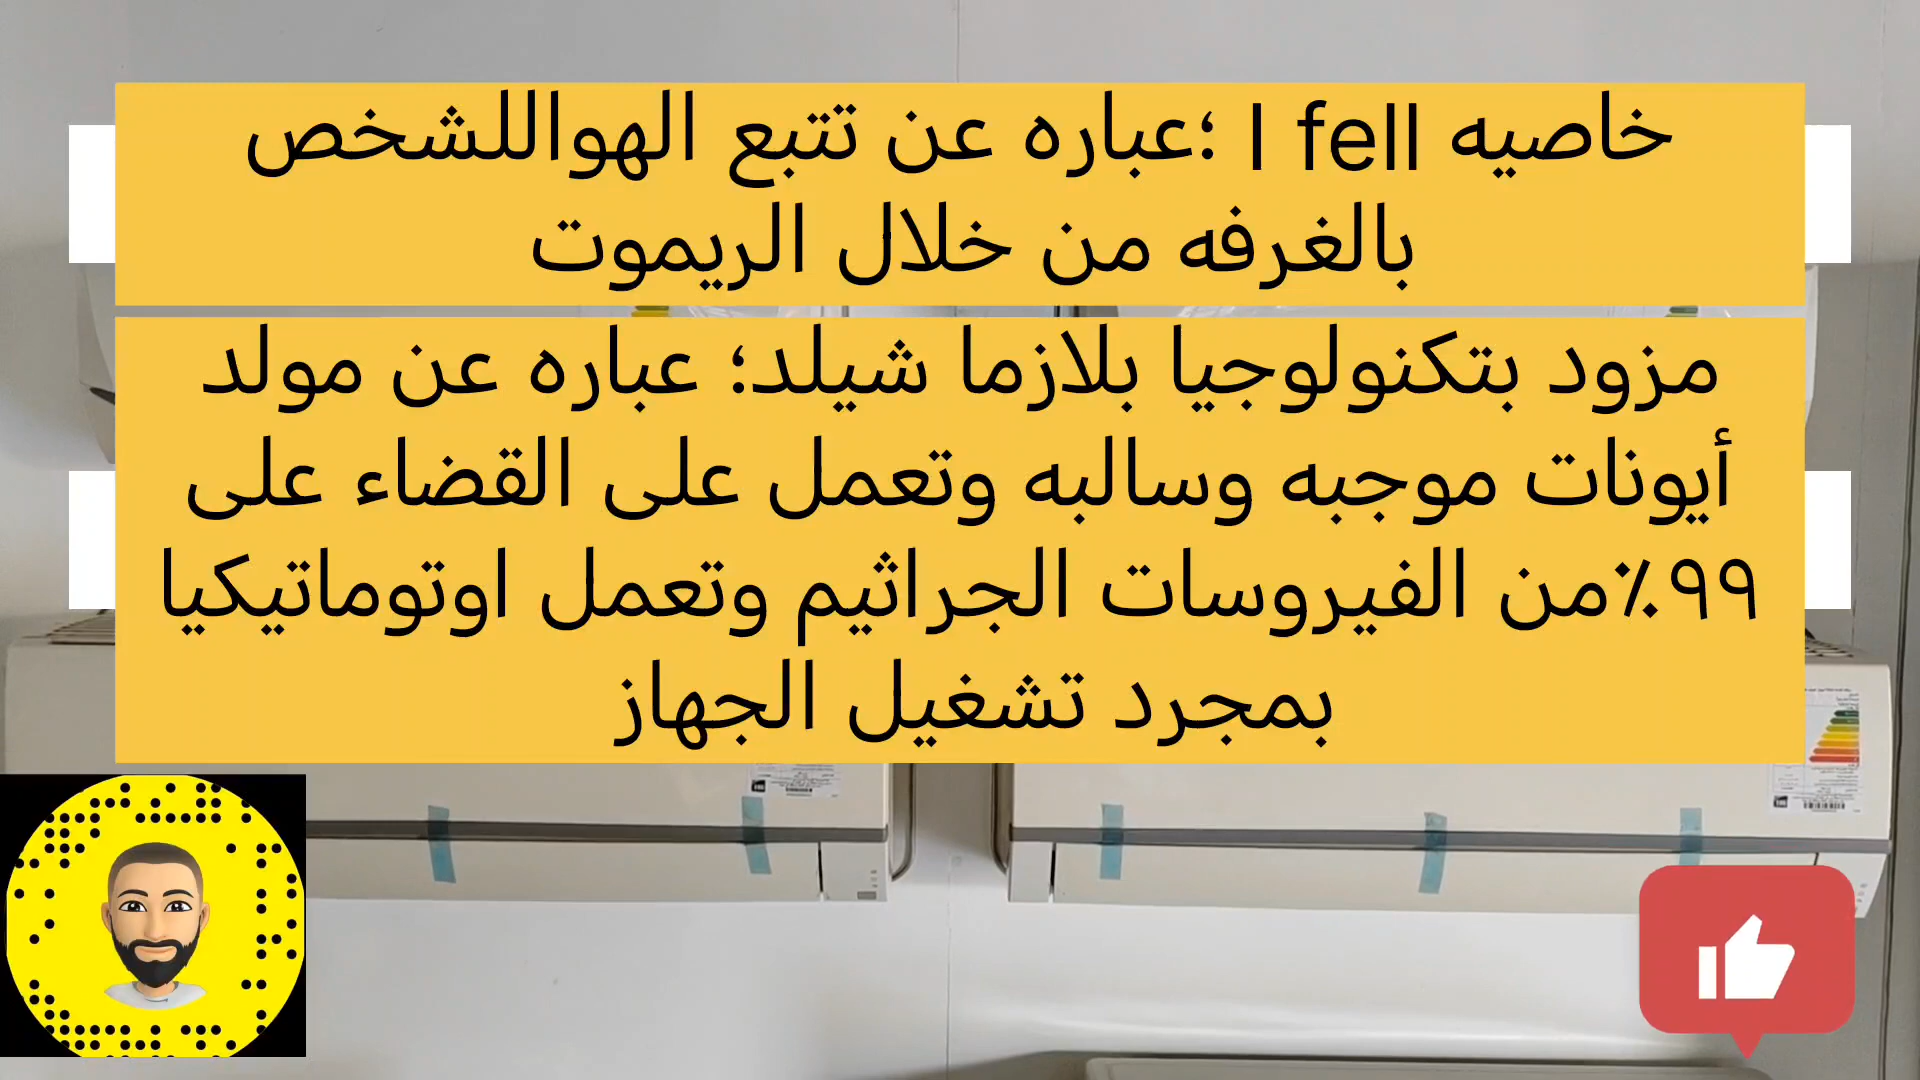 خاصيه I fell ؛عباره عن تتبع الهواللشخص
بالغرفه من خلال الريموت
مزود بتكنولوجيا بلازما شيلد؛ عباره عن مولد
أيونات موجبه وسالبه وتعمل على القضاء على
٩٩٪من الفيروسات الجراثيم وتعمل اوتوماتيكيا
بمجرد تشغيل الجهاز